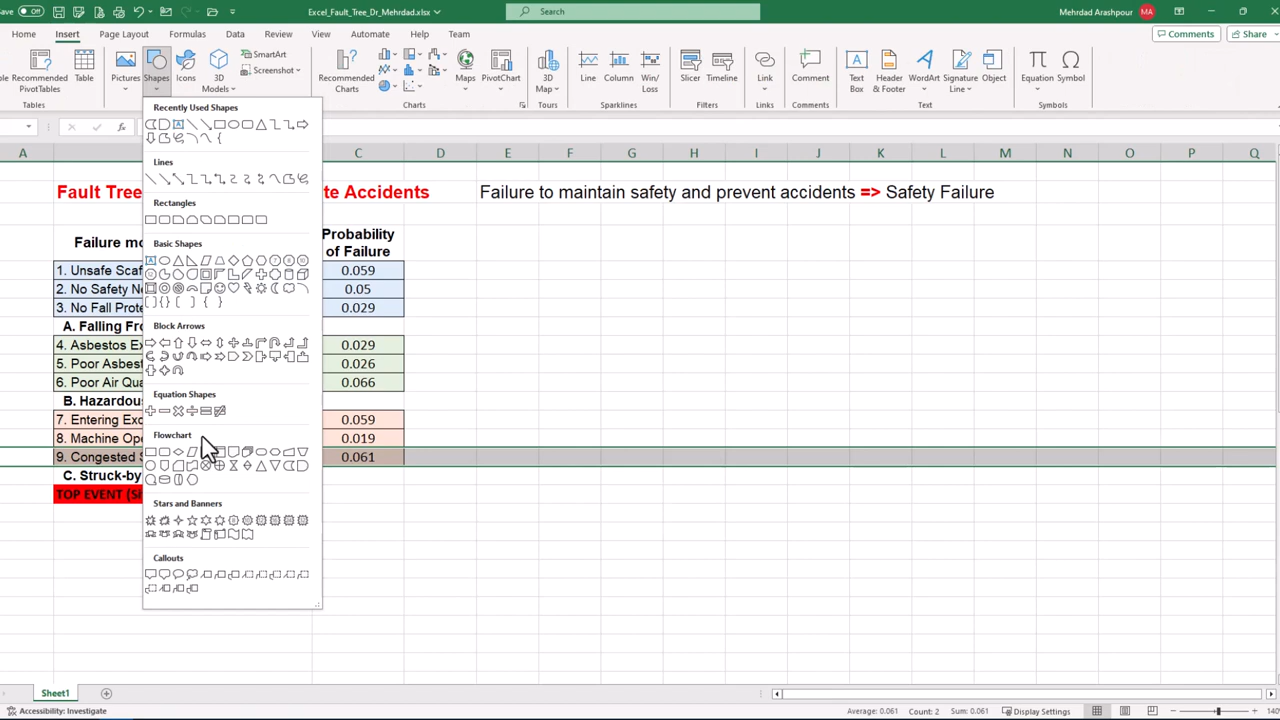 Save Off Excel_Fault_Tree_Dr_Mehrdad.xlsx Search Mehrdad Arashpour MA
Home Insert Page Layout Formulas Data Review View Automate Help Team Comments Share
Recommended PivotTables
Table
Pictures
Shapes
Icons
3D Models
SmartArt
Screenshot
Recommended Charts
Maps
PivotChart
3D Map
Line
Column
Win/Loss
Slicer
Timeline
Link
Comment
Text Box
Header & Footer
WordArt
Signature Line
Object
Equation
Symbol
Tables Charts Tours Sparklines Filters Links Comments Text Symbols
Recently Used Shapes
Lines
Rectangles
Basic Shapes
Block Arrows
Equation Shapes
Flowchart
Stars and Banners
Callouts
A C D E F G H I J K L M N O P Q
Fault Tre te Accidents Failure to maintain safety and prevent accidents => Safety Failure
Failure mo Probability of Failure
1. Unsafe Scaf 0.059
2. No Safety Ne 0.05
3. No Fall Prote 0.029
A. Falling Fro
4. Asbestos Ex 0.029
5. Poor Asbest 0.026
6. Poor Air Qua 0.066
B. Hazardous
7. Entering Exc 0.059
8. Machine Ope 0.019
9. Congested S 0.061
C. Struck-by
TOP EVENT (Si
Sheet1
Accessibility: Investigate Average: 0.061 Count: 2 Sum: 0.061 Display Settings 140